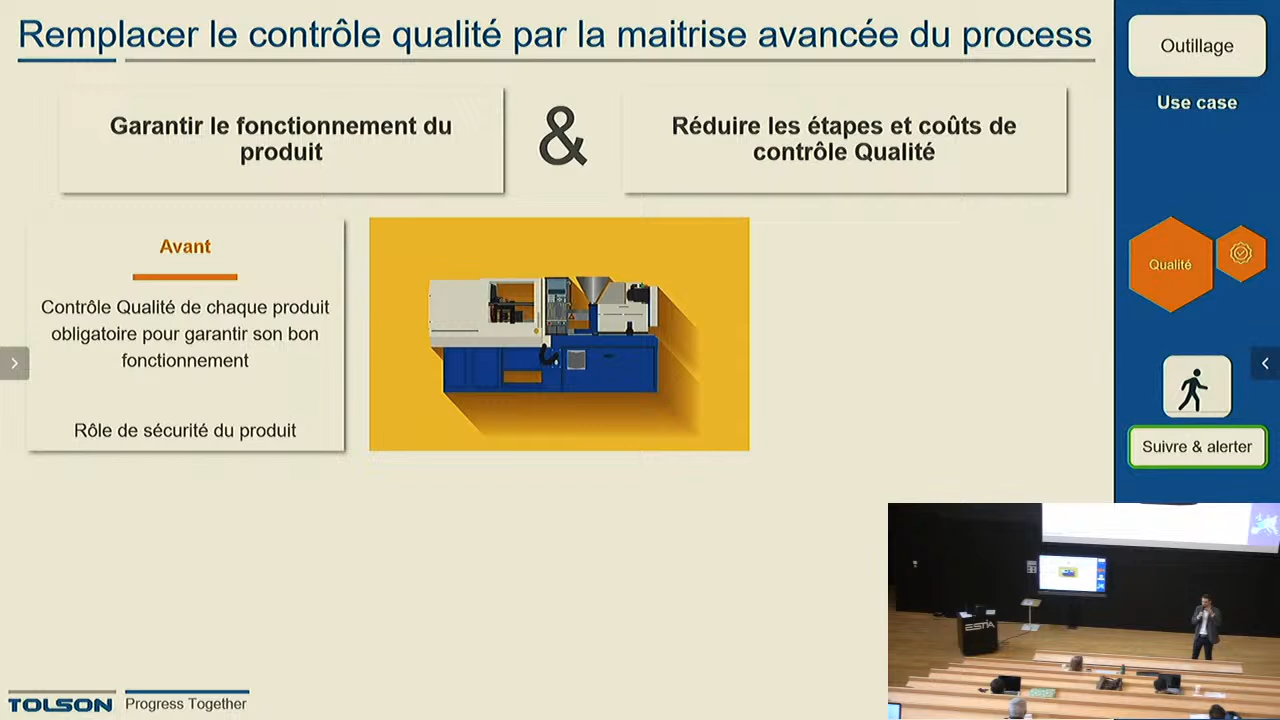 Remplacer le contrôle qualité par la maitrise avancée du process
Garantir le fonctionnement du
produit
&
Réduire les étapes et coûts de
contrôle Qualité
Avant
Contrôle Qualité de chaque produit
obligatoire pour garantir son bon
fonctionnement
Rôle de sécurité du produit
Outillage
Use case
Qualité
Suivre & alerter
ESTIA
TOLSON
Progress Together